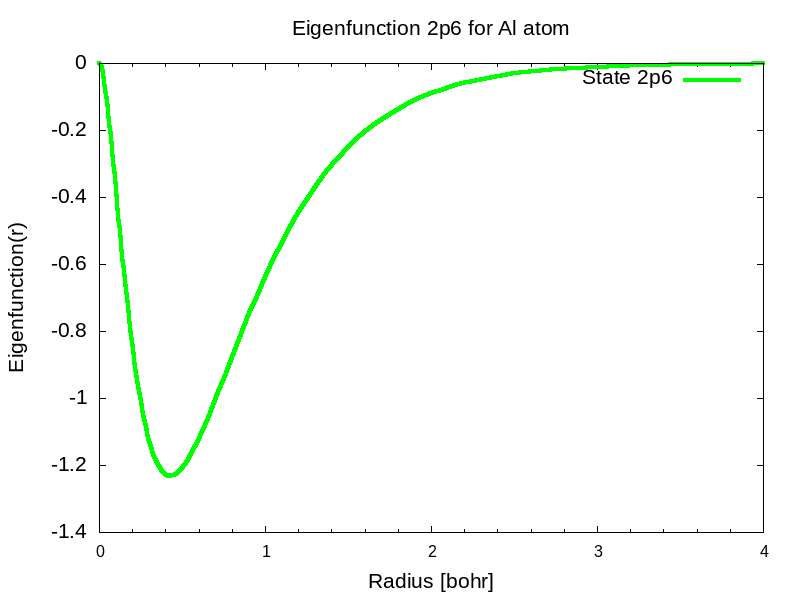 Eigenfunction 2p6 for Al atom
0
State 2p6
-0.2
-0.4
-0.6
-0.8
-1
-1.2
-1.4
Eigenfunction(r)
0 1 2 3 4
Radius [bohr]